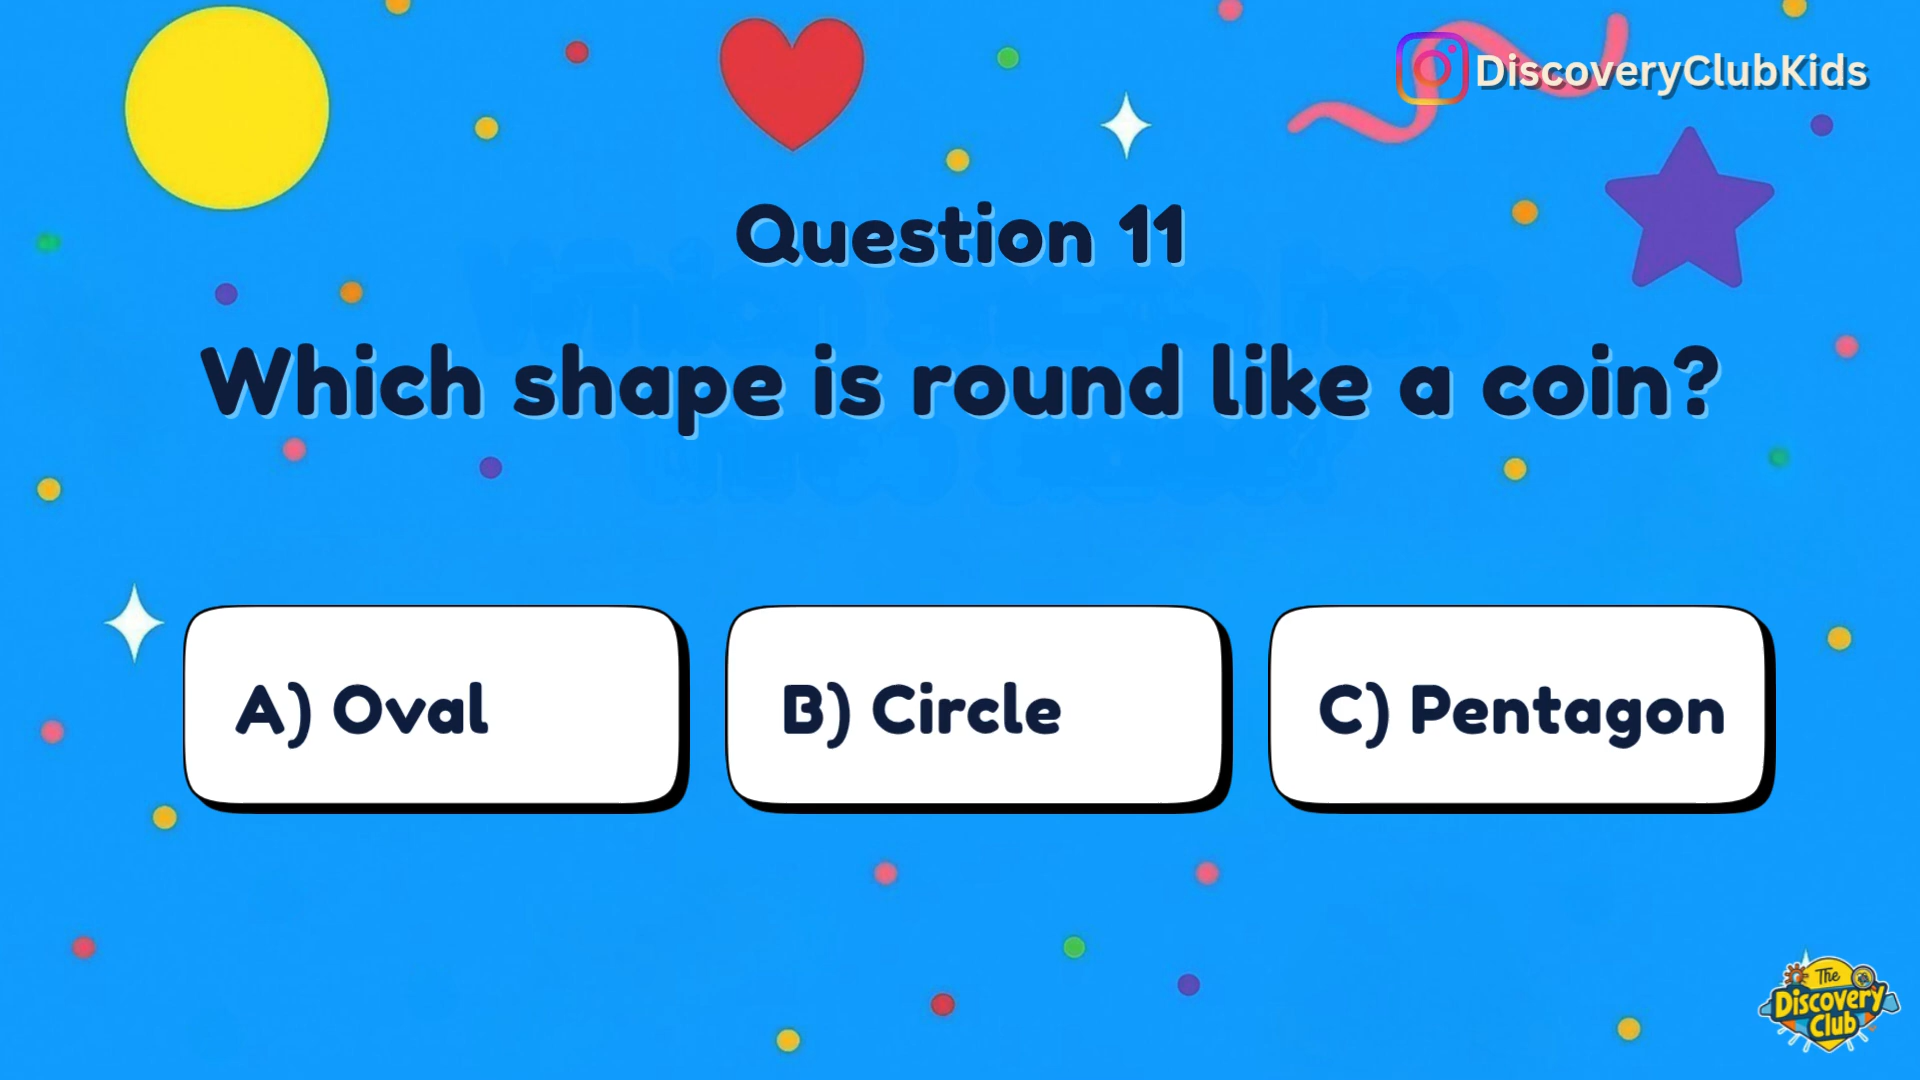 DiscoveryClubKids
Question 11
Which shape is round like a coin?
A) Oval
B) Circle
C) Pentagon
The
Discovery
Club